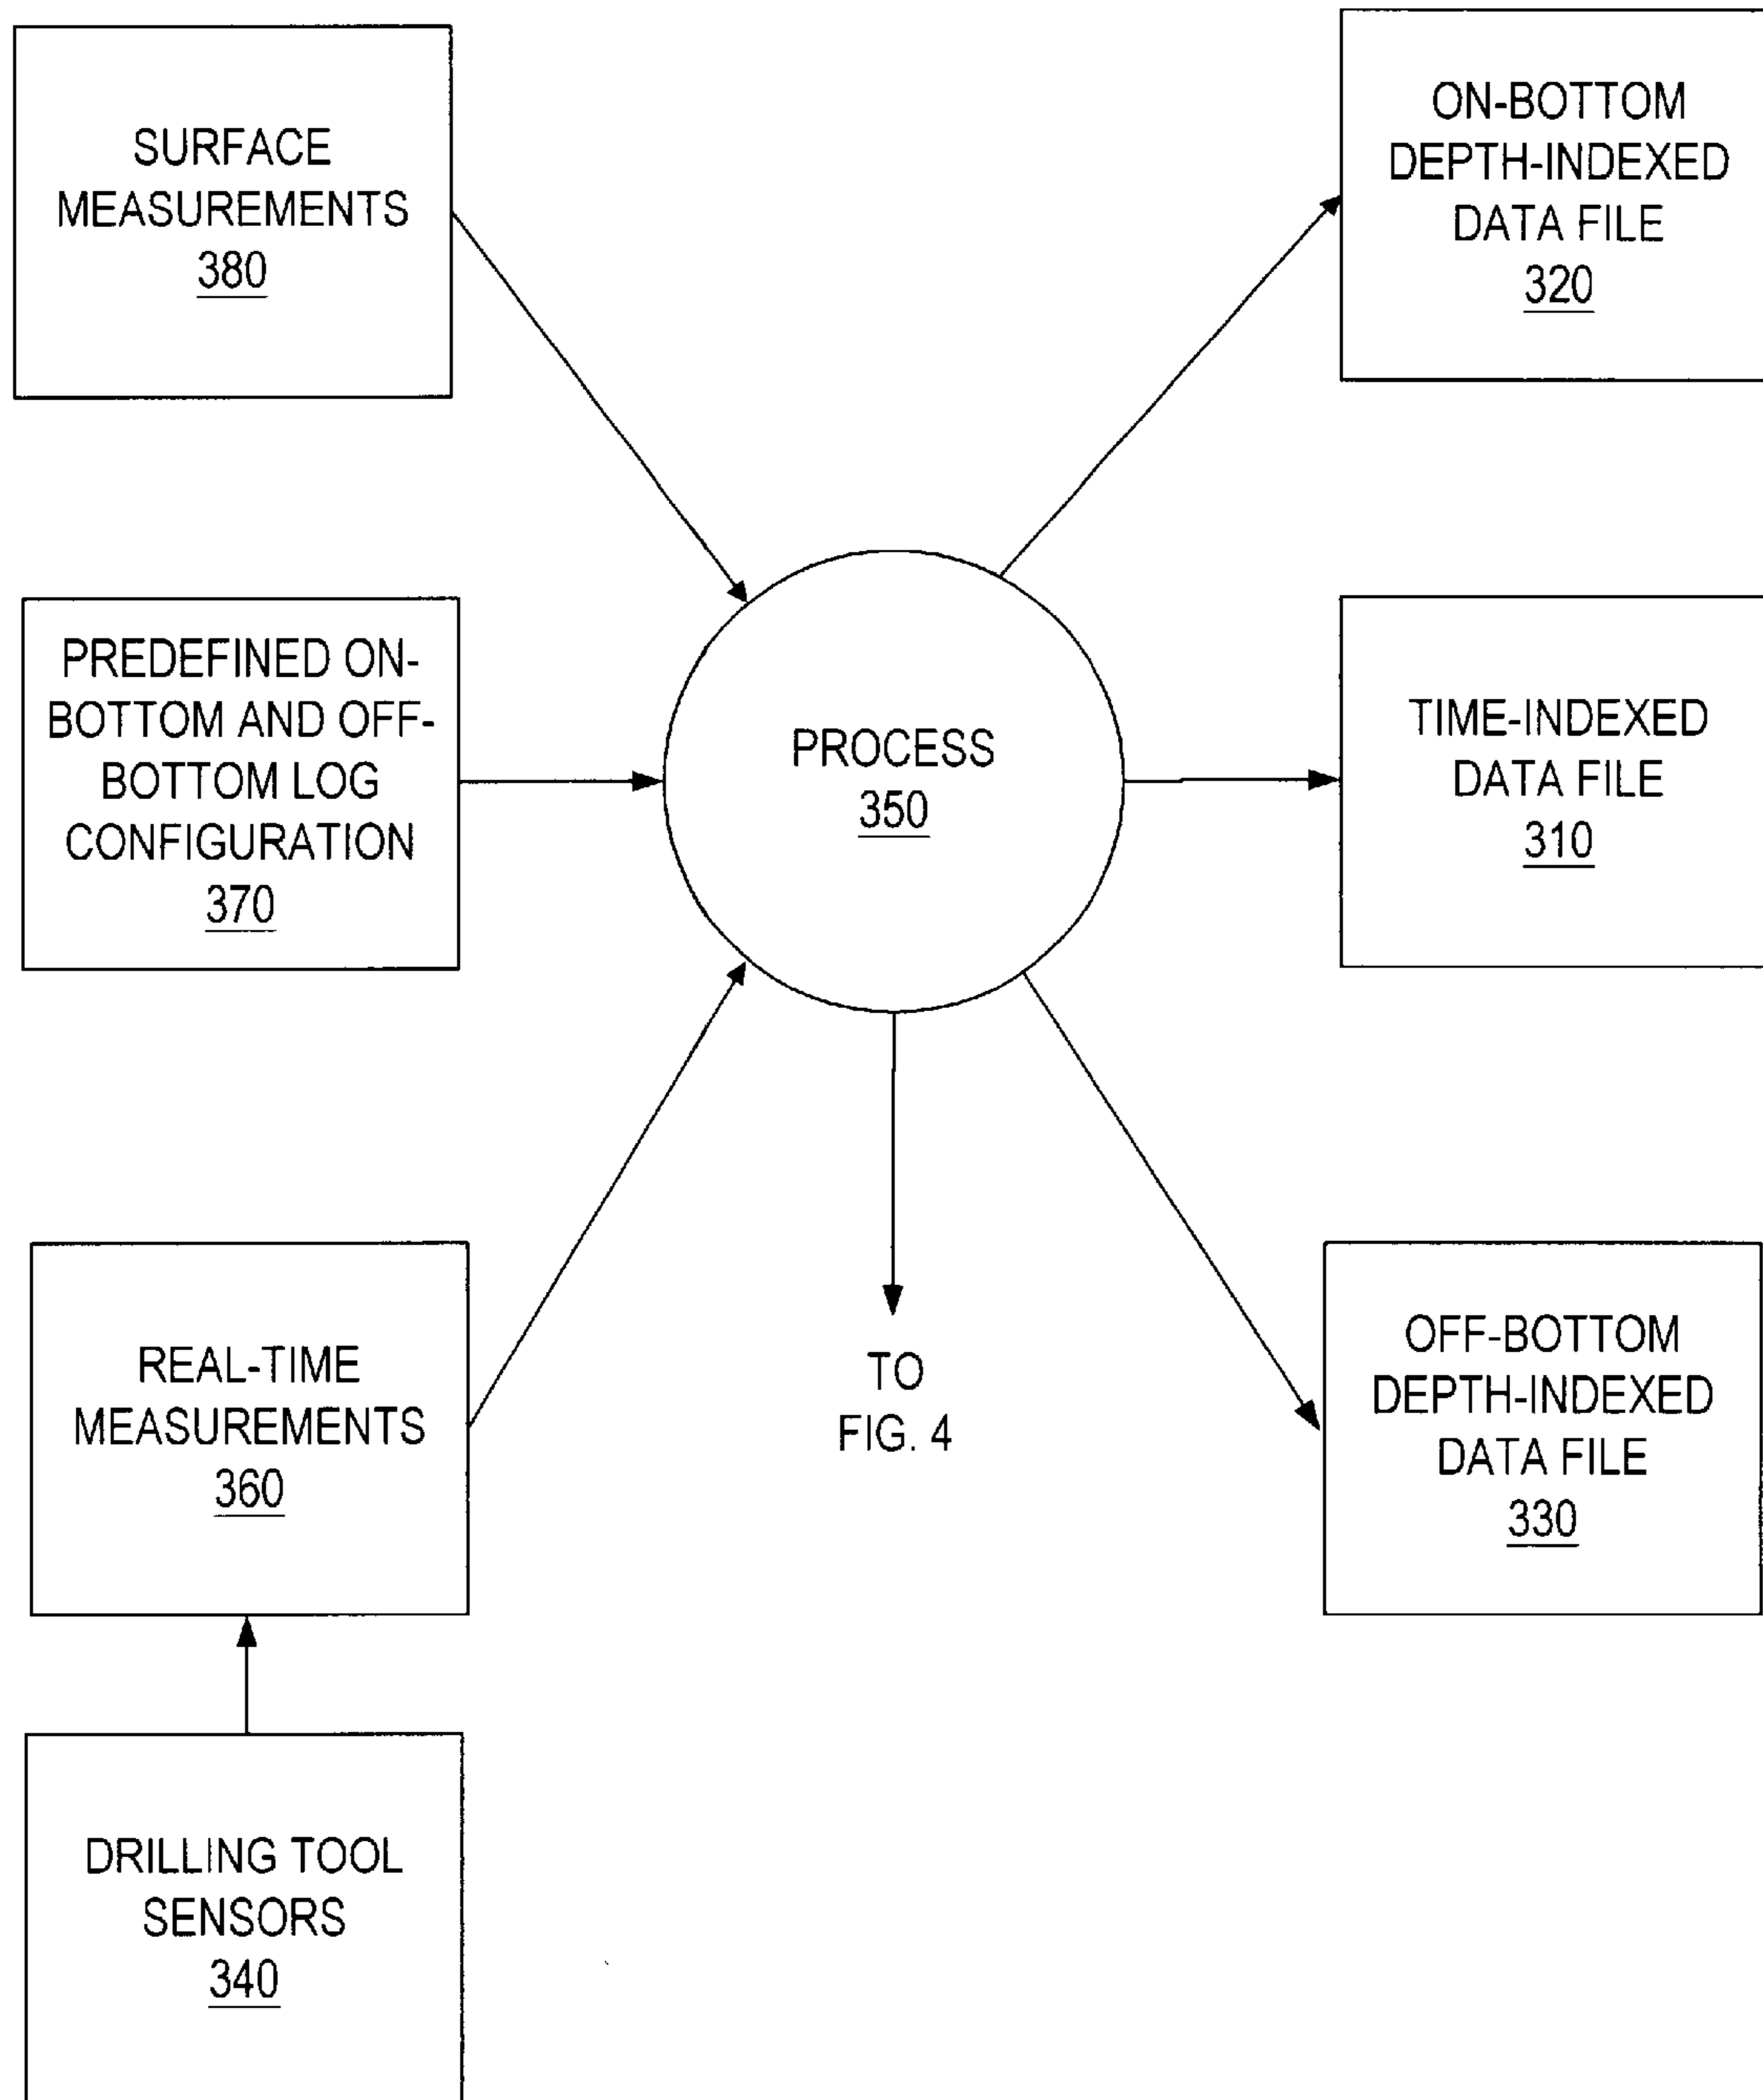 SURFACE
MEASUREMENTS
380
ON-BOTTOM
DEPTH-INDEXED
DATA FILE
320
PREDEFINED ON-
BOTTOM AND OFF-
BOTTOM LOG
CONFIGURATION
370
PROCESS
350
TIME-INDEXED
DATA FILE
310
REAL-TIME
MEASUREMENTS
360
TO
FIG. 4
OFF-BOTTOM
DEPTH-INDEXED
DATA FILE
330
DRILLING TOOL
SENSORS
340